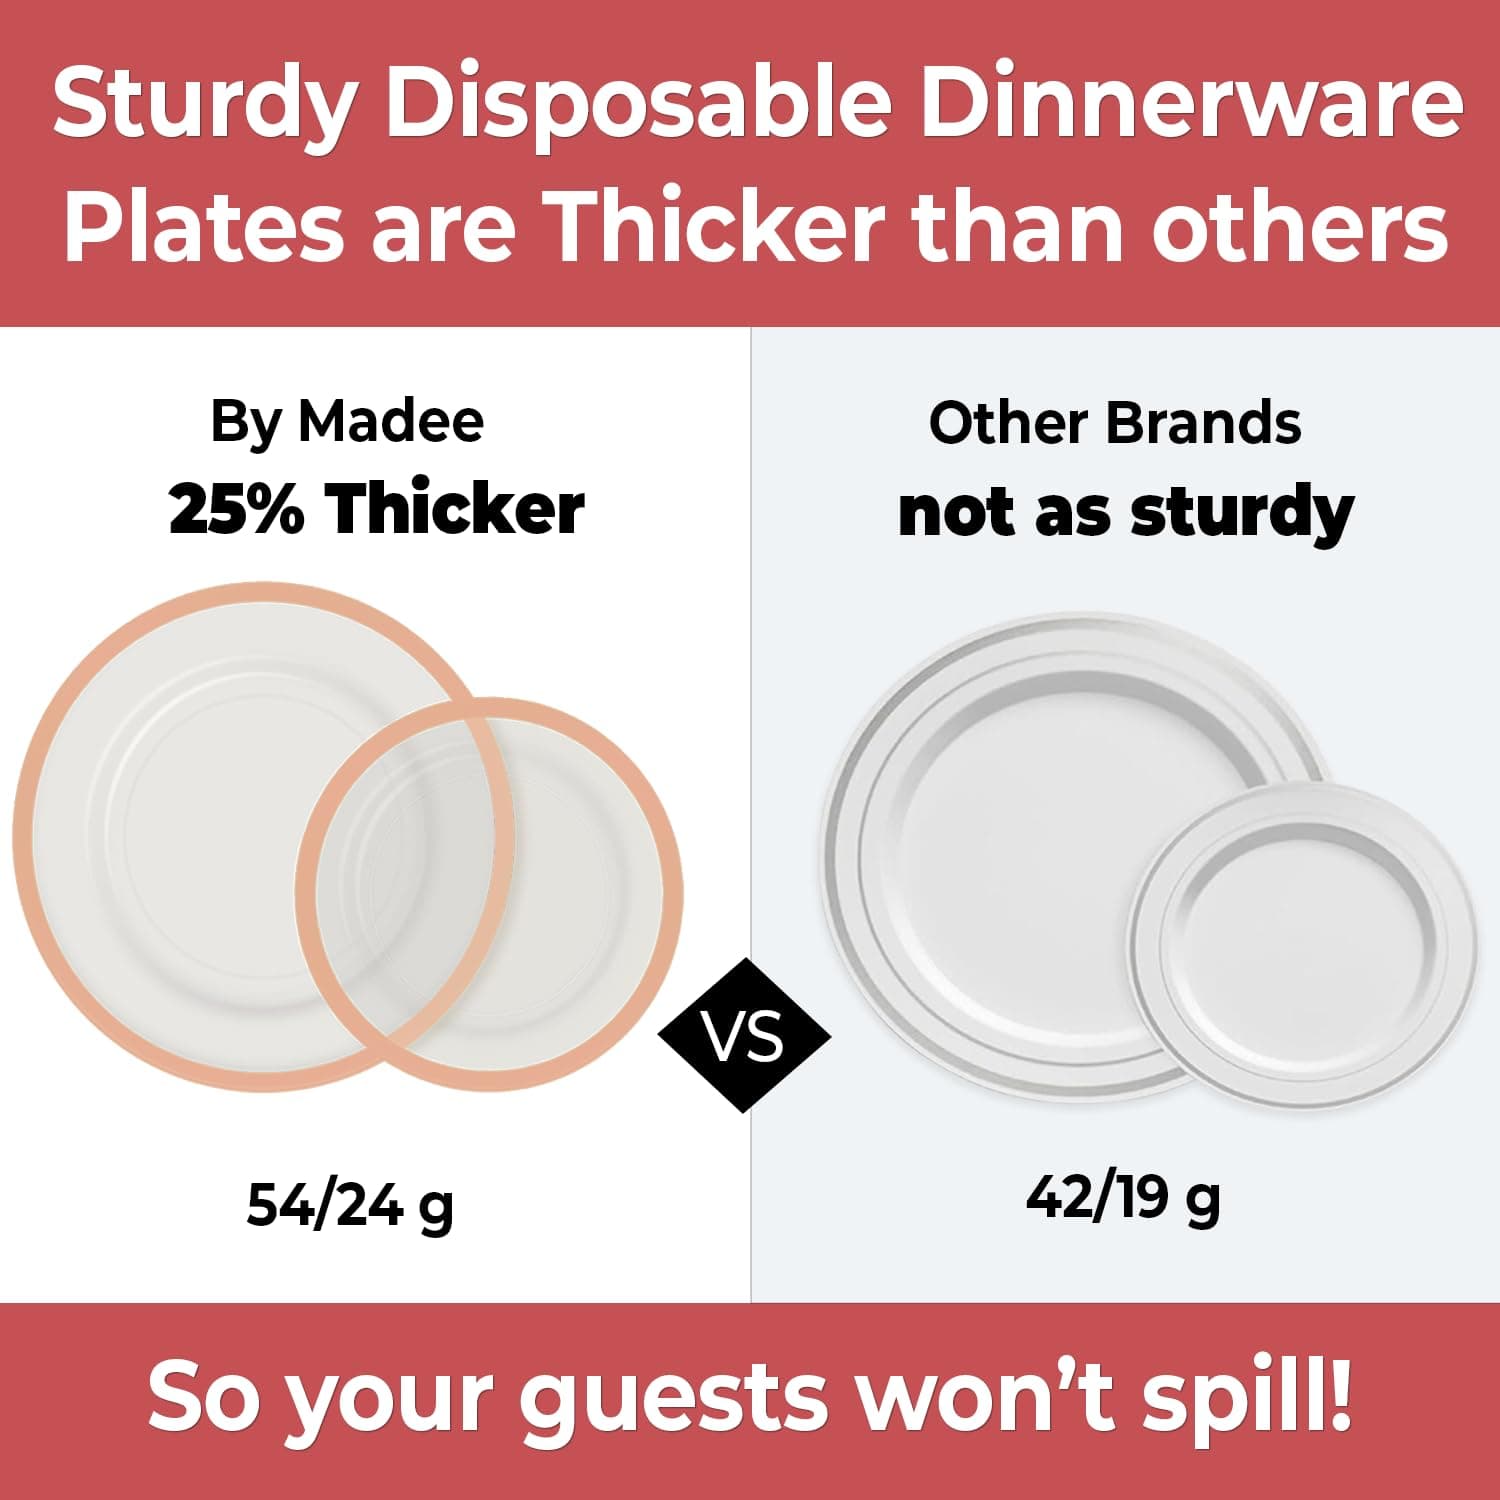 Sturdy Disposable Dinnerware
Plates are Thicker than others
By Madee
25% Thicker
Other Brands
not as sturdy
VS
54/24 g
42/19 g
So your guests won't spill!